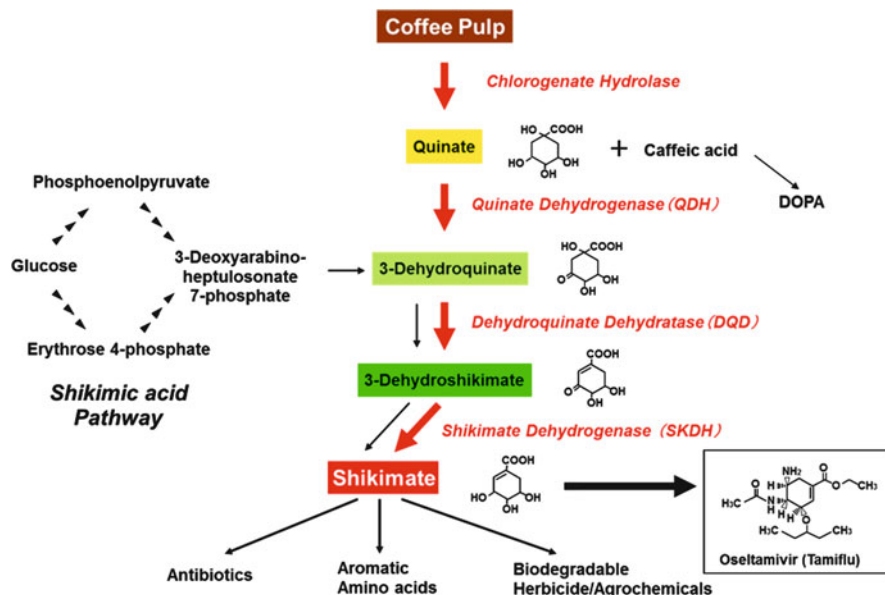 Coffee Pulp
Chlorogenate Hydrolase
Quinate
HO COOH
HO OH
OH
+
Caffeic acid
DOPA
Phosphoenolpyruvate
Quinate Dehydrogenase (QDH)
Glucose
3-Deoxyarabino-
heptulosonate
7-phosphate
3-Dehydroquinate
HO COOH
O OH
OH
Erythrose 4-phosphate
Dehydroquinate Dehydratase (DQD)
Shikimic acid
Pathway
3-Dehydroshikimate
COOH
O OH
OH
Shikimate Dehydrogenase (SKDH)
Shikimate
COOH
HO OH
OH
NH₂
O
H
O CH₃
O
H₃C N
H H
H
O
H₃C CH₃
Oseltamivir (Tamiflu)
Antibiotics
Aromatic
Amino acids
Biodegradable
Herbicide/Agrochemicals